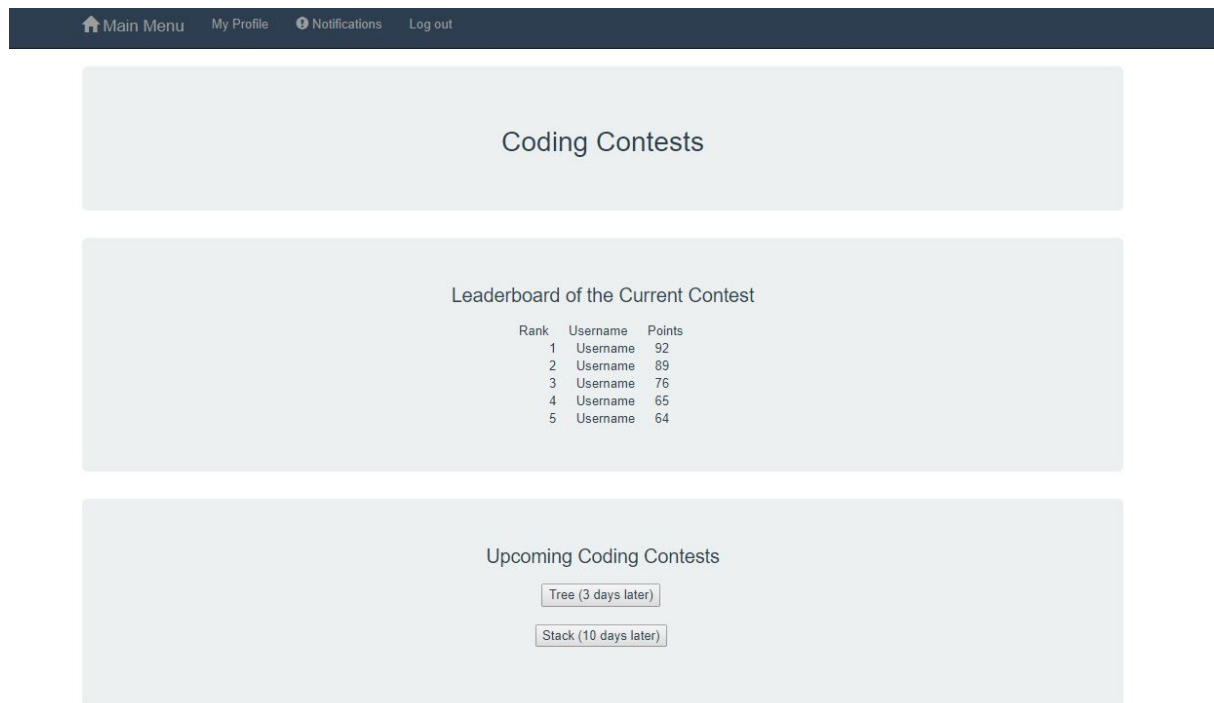 Main Menu My Profile Notifications Log out
Coding Contests
Leaderboard of the Current Contest
Rank Username Points
1 Username 92
2 Username 89
3 Username 76
4 Username 65
5 Username 64
Upcoming Coding Contests
Tree (3 days later)
Stack (10 days later)